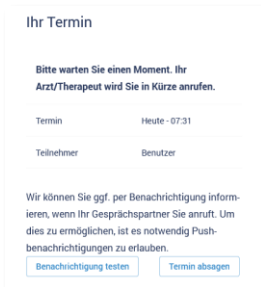 Ihr Termin
Bitte warten Sie einen Moment. Ihr
Arzt/Therapeut wird Sie in Kürze anrufen.
Termin Heute - 07:31
Teilnehmer Benutzer
Wir können Sie ggf. per Benachrichtigung inform-
ieren, wenn Ihr Gesprächspartner Sie anruft. Um
dies zu ermöglichen, ist es notwendig Push-
benachrichtigungen zu erlauben.
Benachrichtigung testen Termin absagen